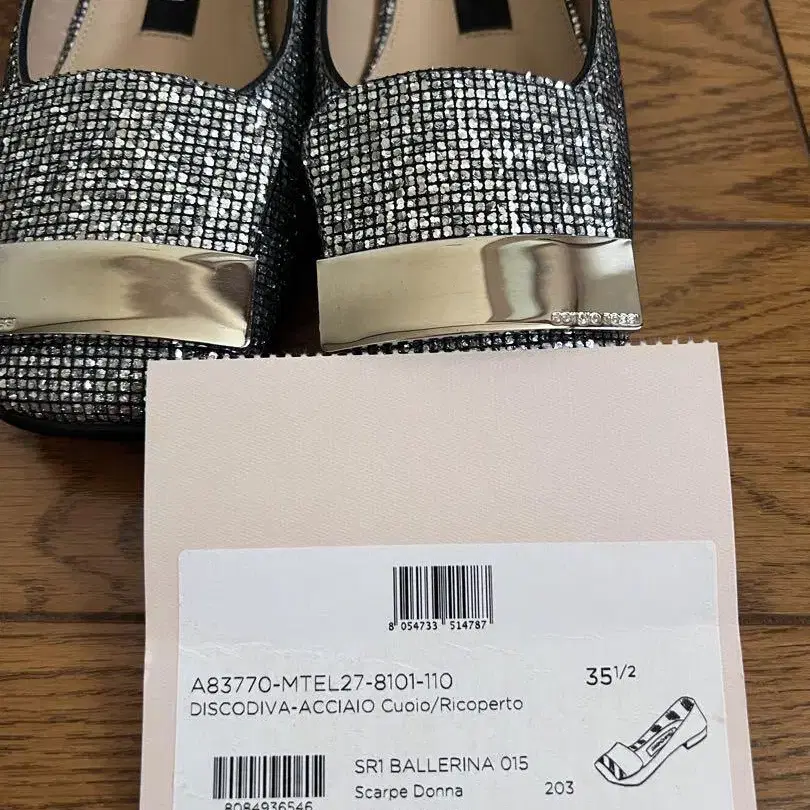 8 054733 514787
A83770-MTEL27-8101-110
35 1/2
DISCODIVA-ACCIAIO Cuoio/Ricoperto
SR1 BALLERINA 015
8084936546
Scarpe Donna
203